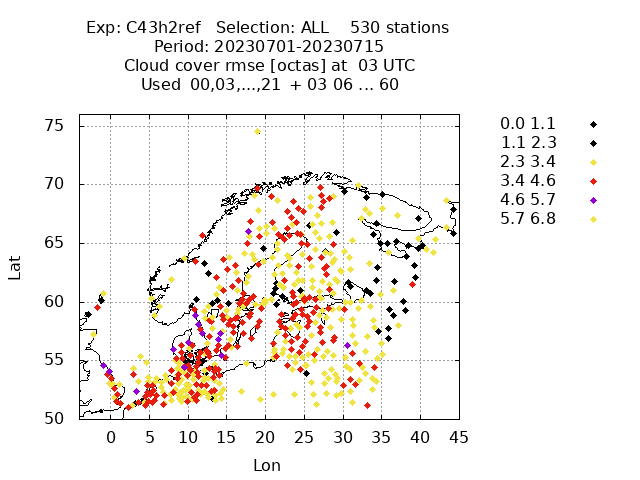 Exp: C43h2ref   Selection: ALL    530 stations
Period: 20230701-20230715
Cloud cover rmse [octas] at  03 UTC
Used  00,03,...,21  + 03 06 ... 60
0.0 1.1
1.1 2.3
2.3 3.4
3.4 4.6
4.6 5.7
5.7 6.8
75
70
65
60
55
50
Lat
0 5 10 15 20 25 30 35 40 45
Lon